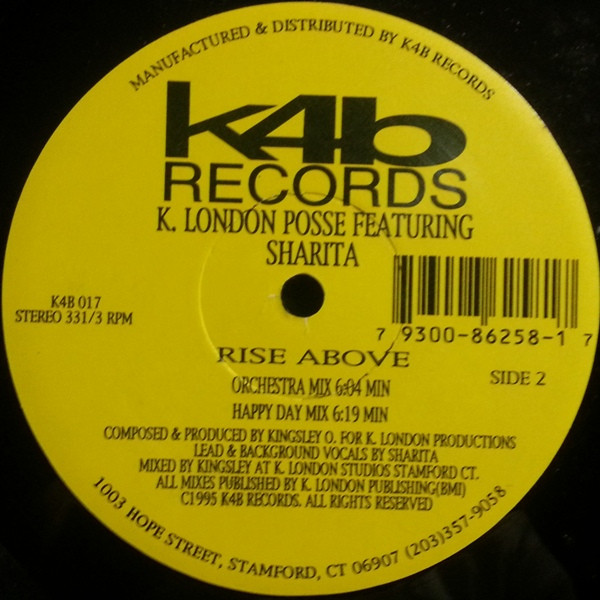 MANUFACTURED & DISTRIBUTED BY K4B RECORDS
K4b
RECORDS
K. LONDON POSSE FEATURING
SHARITA
K4B 017
STEREO 331/3 RPM
7 9300-86258-1 7
RISE ABOVE
SIDE 2
ORCHESTRA MIX 6:04 MIN
HAPPY DAY MIX 6:19 MIN
COMPOSED & PRODUCED BY KINGSLEY O. FOR K. LONDON PRODUCTIONS
LEAD & BACKGROUND VOCALS BY SHARITA
MIXED BY KINGSLEY AT K. LONDON STUDIOS STAMFORD CT.
ALL MIXES PUBLISHED BY K. LONDON PUBLISHING(BMI)
C1995 K4B RECORDS. ALL RIGHTS RESERVED
1003 HOPE STREET, STAMFORD, CT 06907 (203)357-9058